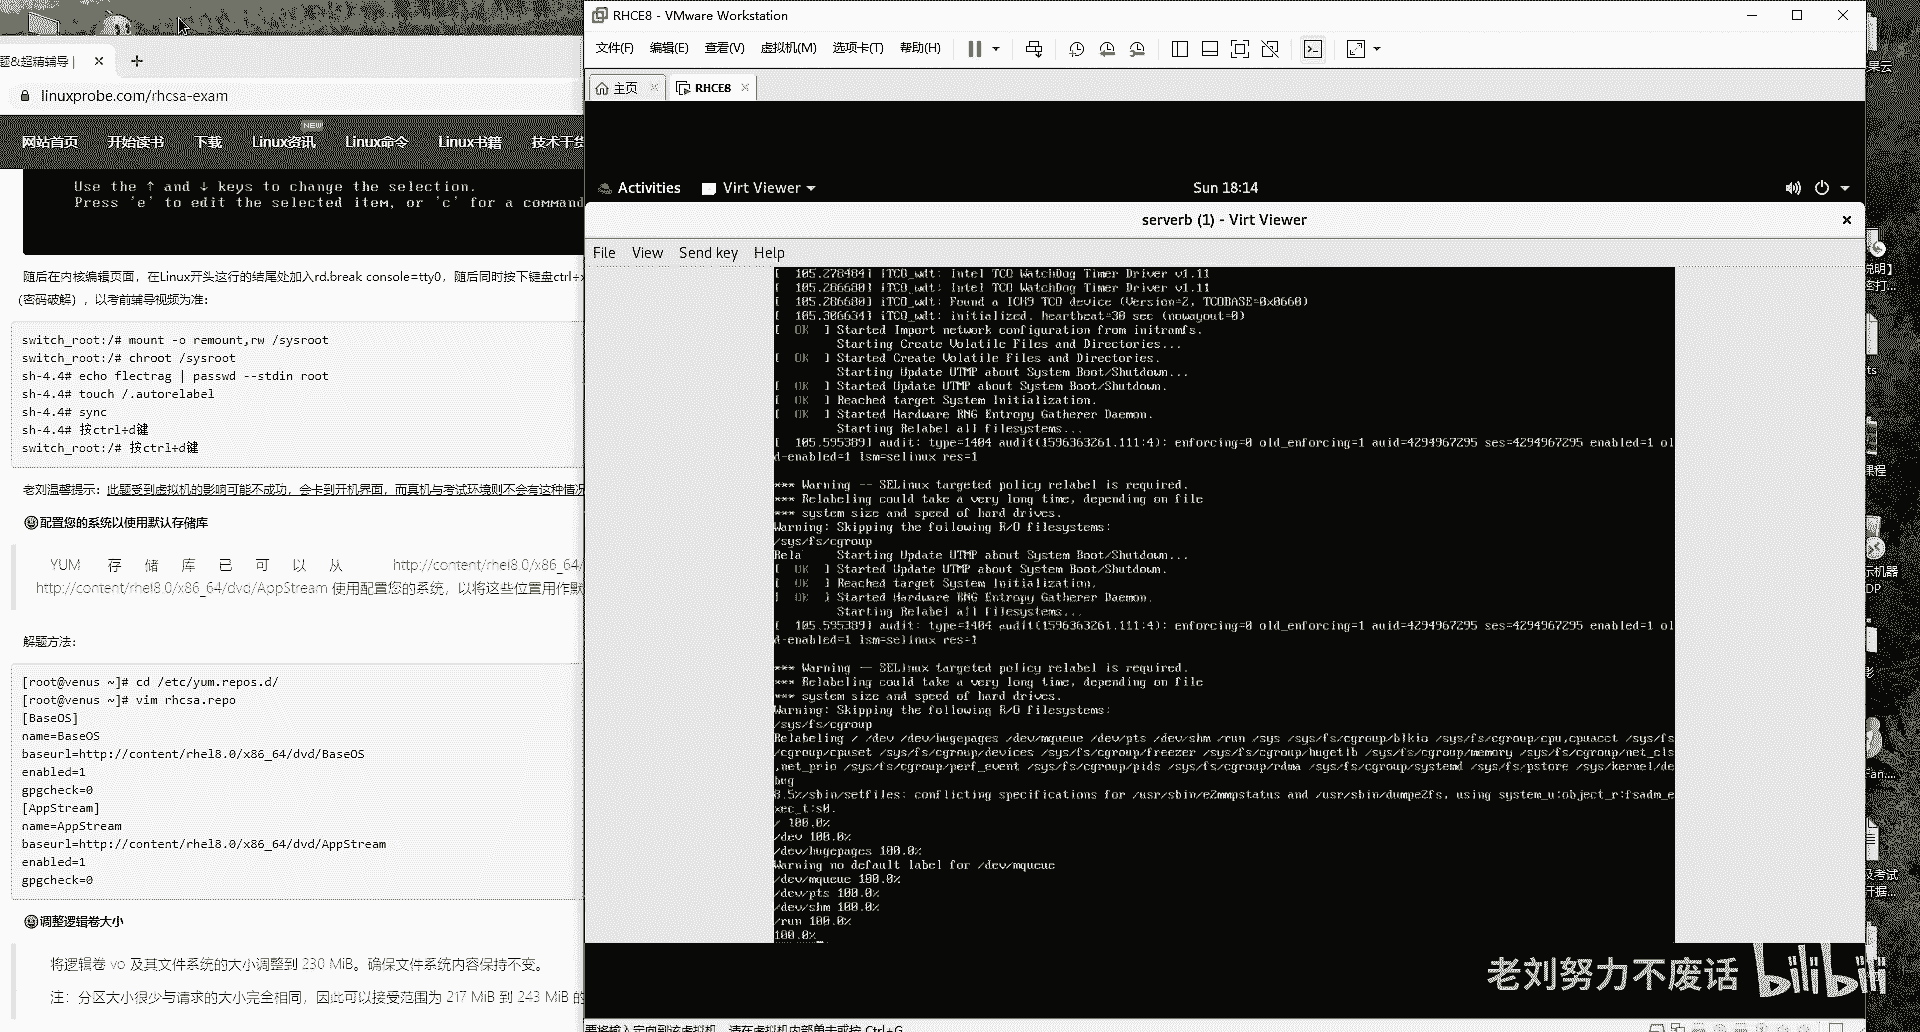 题&超精辅导 |
linuxprobe.com/rhcsa-exam
网站首页 开始读书 下载 Linux资讯 NEW Linux命令 Linux书籍 技术干货
Use the ↑ and ↓ keys to change the selection.
Press 'e' to edit the selected item, or 'c' for a command
随后在内核编辑页面，在Linux开头这行的结尾处加入rd.break console=tty0，随后同时按下键盘ctrl+x
（密码破解），以考前辅导视频为准：
switch_root:/# mount -o remount,rw /sysroot
switch_root:/# chroot /sysroot
sh-4.4# echo flectrag | passwd --stdin root
sh-4.4# touch /.autorelabel
sh-4.4# sync
sh-4.4# 按ctrl+d键
switch_root:/# 按ctrl+d键
老刘温馨提示：此题受到虚拟机的影响可能不成功，会卡到开机界面，而真机与考试环境则不会有这种情况
配置您的系统以使用默认存储库
YUM 存 储 库 已 可 以 从 http://content/rhel8.0/x86_64/
http://content/rhel8.0/x86_64/dvd/AppStream 使用配置您的系统，以将这些位置用作默
解题方法：
[root@venus ~]# cd /etc/yum.repos.d/
[root@venus ~]# vim rhcsa.repo
[BaseOS]
name=BaseOS
baseurl=http://content/rhel8.0/x86_64/dvd/BaseOS
enabled=1
gpgcheck=0
[AppStream]
name=AppStream
baseurl=http://content/rhel8.0/x86_64/dvd/AppStream
enabled=1
gpgcheck=0
调整逻辑卷大小
将逻辑卷 vo 及其文件系统的大小调整到 230 MiB。确保文件系统内容保持不变。
注：分区大小很少与请求的大小完全相同，因此可以接受范围为 217 MiB 到 243 MiB 的
RHCE8 - VMware Workstation
文件(F) 编辑(E) 查看(V) 虚拟机(M) 选项卡(T) 帮助(H)
主页 RHCE8
Activities Virt Viewer Sun 18:14
serverb (1) - Virt Viewer
File View Send key Help
[  105.278484] iTCO_wdt: Intel TCO WatchDog Timer Driver v1.11
[  105.286680] iTCO_wdt: Intel TCO WatchDog Timer Driver v1.11
[  105.286680] iTCO_wdt: Found a ICH9 TCO device (Version=2, TCOBASE=0x0660)
[  105.306634] iTCO_wdt: initialized. heartbeat=30 sec (nowayout=0)
[  OK  ] Started Import network configuration from initramfs.
Starting Create Volatile Files and Directories...
[  OK  ] Started Create Volatile Files and Directories.
Starting Update UTMP about System Boot/Shutdown...
[  OK  ] Started Update UTMP about System Boot/Shutdown.
[  OK  ] Reached target System Initialization.
[  OK  ] Started Hardware RNG Entropy Gatherer Daemon.
Starting Relabel all filesystems...
[  105.595389] audit: type=1404 audit(1596363261.111:4): enforcing=0 old_enforcing=1 auid=4294967295 ses=4294967295 enabled=1 ol
d-enabled=1 lsm=selinux res=1
*** Warning -- SELinux targeted policy relabel is required.
*** Relabeling could take a very long time, depending on file
*** system size and speed of hard drives.
Warning: Skipping the following R/O filesystems:
/sys/fs/cgroup
Rela Starting Update UTMP about System Boot/Shutdown...
[  OK  ] Started Update UTMP about System Boot/Shutdown.
[  OK  ] Reached target System Initialization.
[  OK  ] Started Hardware RNG Entropy Gatherer Daemon.
Starting Relabel all filesystems...
[  105.595389] audit: type=1404 audit(1596363261.111:4): enforcing=0 old_enforcing=1 auid=4294967295 ses=4294967295 enabled=1 ol
d-enabled=1 lsm=selinux res=1
*** Warning -- SELinux targeted policy relabel is required.
*** Relabeling could take a very long time, depending on file
*** system size and speed of hard drives.
Warning: Skipping the following R/O filesystems:
/sys/fs/cgroup
Relabeling / /dev /dev/hugepages /dev/mqueue /dev/pts /dev/shm /run /sys /sys/fs/cgroup/blkio /sys/fs/cgroup/cpu,cpuacct /sys/fs
/cgroup/cpuset /sys/fs/cgroup/devices /sys/fs/cgroup/freezer /sys/fs/cgroup/hugetlb /sys/fs/cgroup/memory /sys/fs/cgroup/net_cls
,net_prio /sys/fs/cgroup/perf_event /sys/fs/cgroup/pids /sys/fs/cgroup/rdma /sys/fs/cgroup/systemd /sys/fs/pstore /sys/kernel/de
bug
8.5%/sbin/setfiles: conflicting specifications for /usr/sbin/e2mmpstatus and /usr/sbin/dumpe2fs, using system_u:object_r:fsadm_e
xec_t:s0.
/ 100.0%
/dev 100.0%
/dev/hugepages 100.0%
Warning no default label for /dev/mqueue
/dev/mqueue 100.0%
/dev/pts 100.0%
/dev/shm 100.0%
/run 100.0%
100.0%
老刘努力不废话 bilibili
要将输入定向到该虚拟机，请在虚拟机内部单击或按 Ctrl+G。